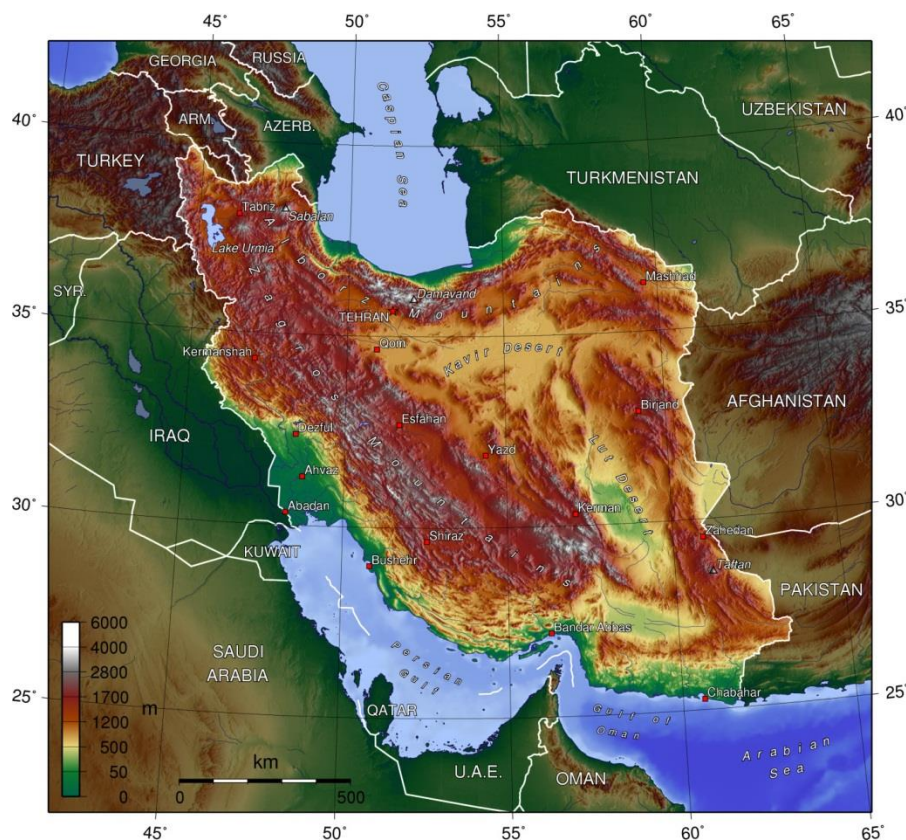 45° 50° 55° 60° 65°
GEORGIA
RUSSIA
Caspian Sea
UZBEKISTAN
40°
40°
ARM.
AZERB.
TURKEY
TURKMENISTAN
Tabriz
Sabalan
Lake Urmia
Alborz Mountains
Mashhad
SYR.
Damavand
35°
35°
TEHRAN
Zagros Mountains
Qom
Kavir Desert
Kermanshah
Birjand
AFGHANISTAN
Esfahan
Dezful
IRAQ
Yazd
Lut Desert
Ahvaz
30°
30°
Abadan
Kerman
Zahedan
Shiraz
KUWAIT
Bushehr
Taftan
PAKISTAN
6000
4000
2800
1700
1200
500
50
0
m
Bandar Abbas
SAUDI
ARABIA
Persian
Gulf
25°
25°
Chabahar
QATAR
Gulf of
Oman
Arabian
Sea
km
0 500
U.A.E.
OMAN
45° 50° 55° 60° 65°